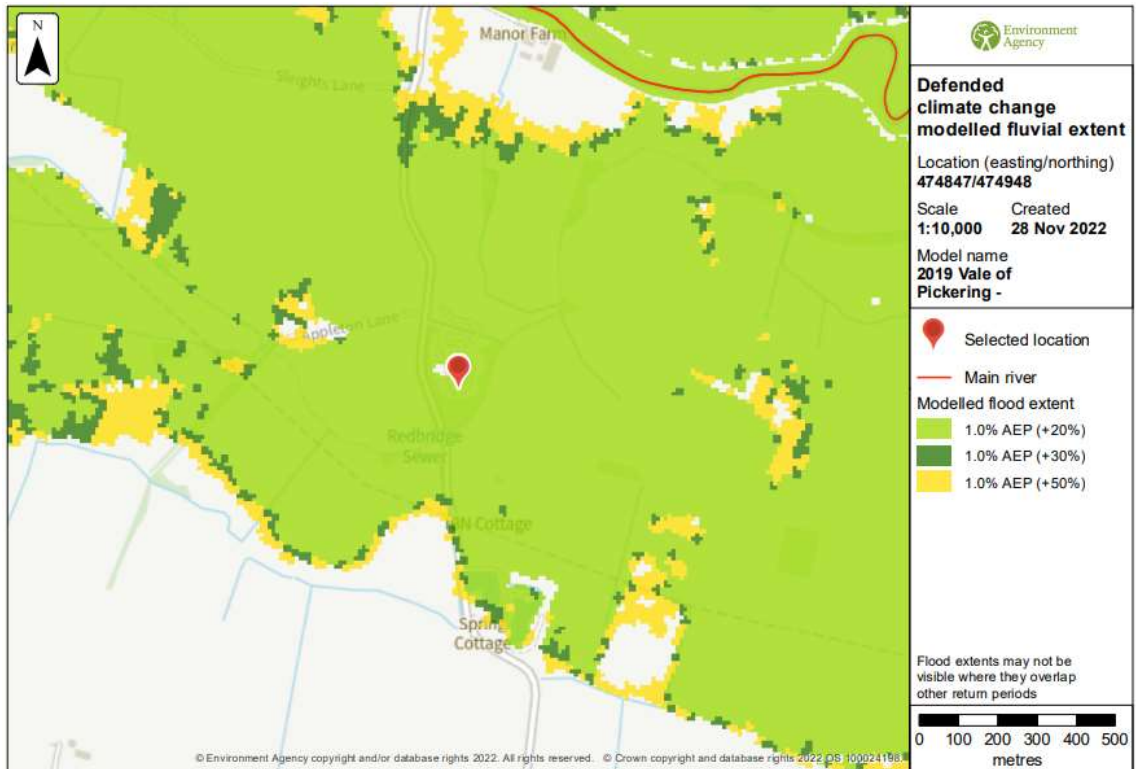 N
Manor Farm
Sleights Lane
Appleton Lane
Redbridge
Sewer
Cottage
Spring
Cottage
© Environment Agency copyright and/or database rights 2022. All rights reserved. © Crown copyright and database rights 2022 OS 100024198.
Environment
Agency
Defended
climate change
modelled fluvial extent
Location (easting/northing)
474847/474948
Scale Created
1:10,000 28 Nov 2022
Model name
2019 Vale of
Pickering -
Selected location
Main river
Modelled flood extent
1.0% AEP (+20%)
1.0% AEP (+30%)
1.0% AEP (+50%)
Flood extents may not be
visible where they overlap
other return periods
0 100 200 300 400 500
metres